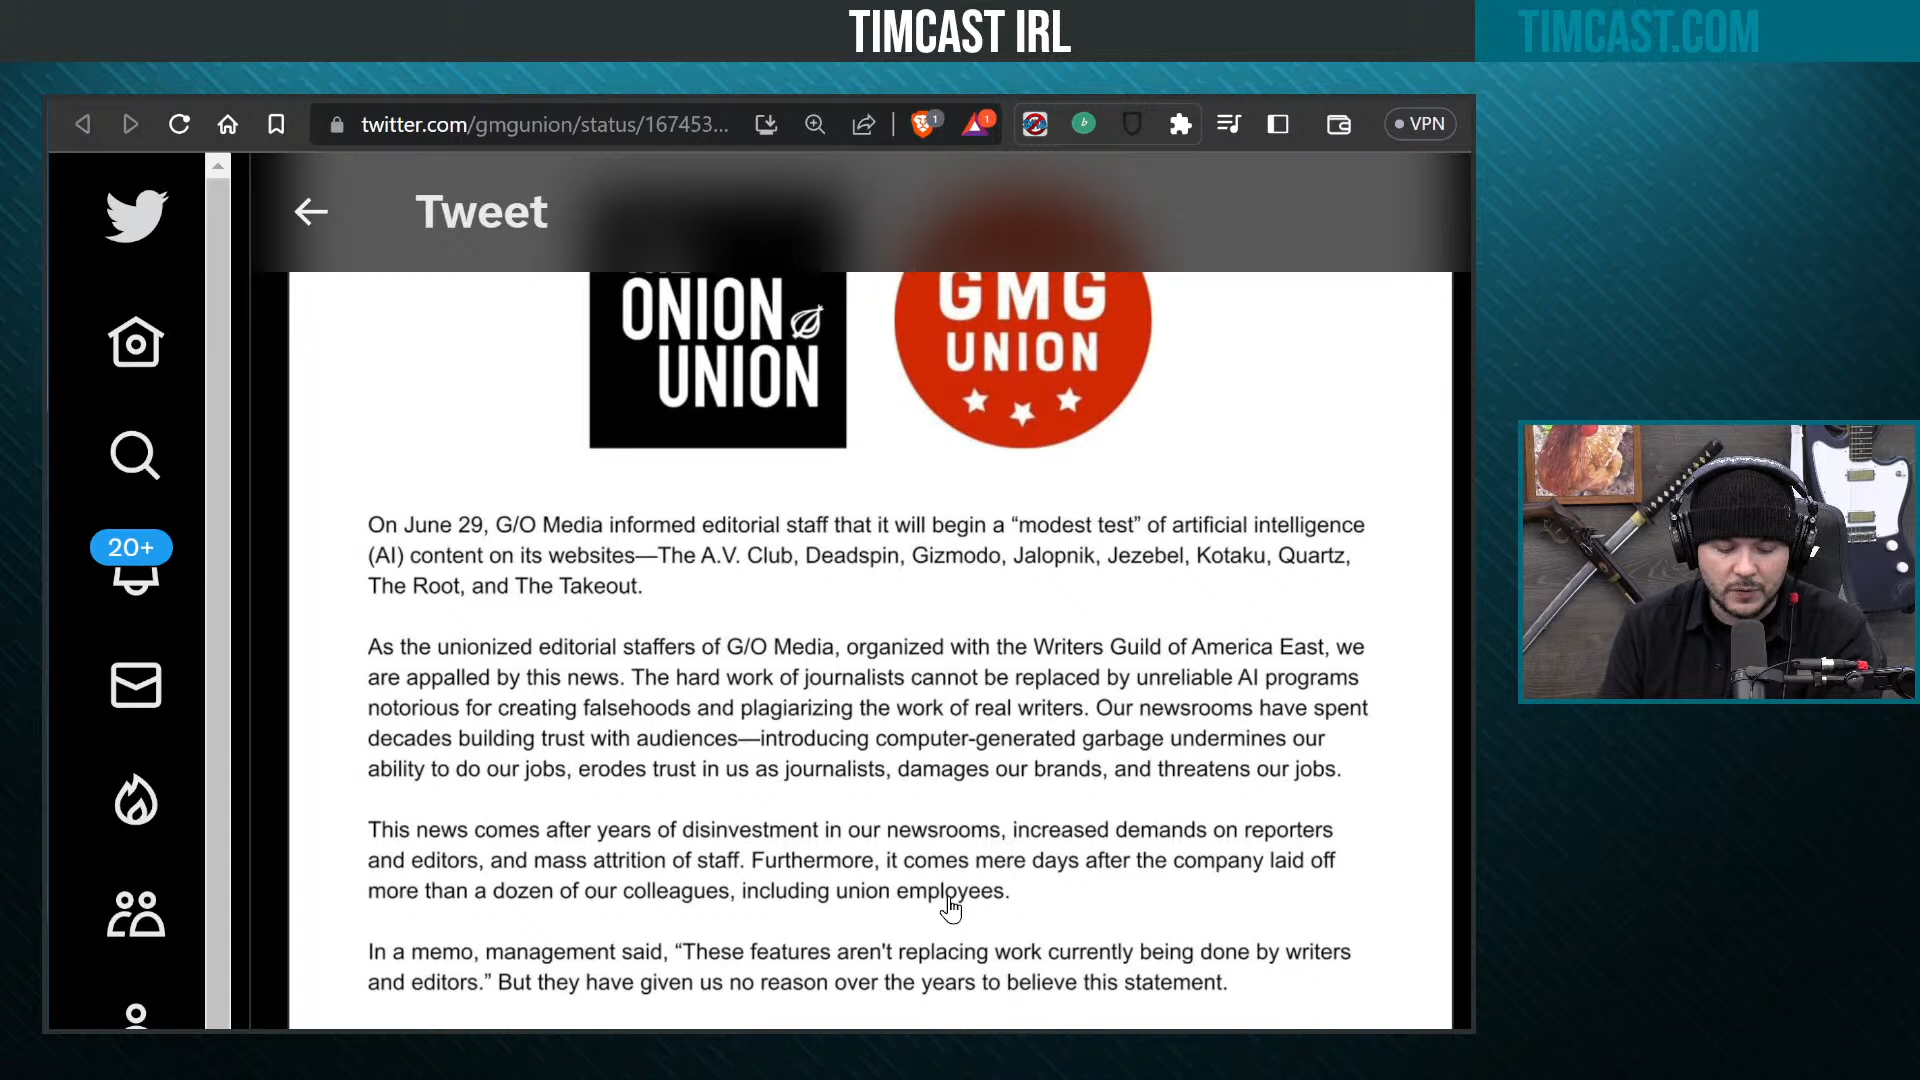 TIMCAST IRL
TIMCAST.COM
twitter.com/gmgunion/status/167453...
1
1
b
VPN
Tweet
ONION
UNION
GMG
UNION
20+
On June 29, G/O Media informed editorial staff that it will begin a “modest test” of artificial intelligence
(AI) content on its websites—The A.V. Club, Deadspin, Gizmodo, Jalopnik, Jezebel, Kotaku, Quartz,
The Root, and The Takeout.
As the unionized editorial staffers of G/O Media, organized with the Writers Guild of America East, we
are appalled by this news. The hard work of journalists cannot be replaced by unreliable AI programs
notorious for creating falsehoods and plagiarizing the work of real writers. Our newsrooms have spent
decades building trust with audiences—introducing computer-generated garbage undermines our
ability to do our jobs, erodes trust in us as journalists, damages our brands, and threatens our jobs.
This news comes after years of disinvestment in our newsrooms, increased demands on reporters
and editors, and mass attrition of staff. Furthermore, it comes mere days after the company laid off
more than a dozen of our colleagues, including union employees.
In a memo, management said, “These features aren't replacing work currently being done by writers
and editors.” But they have given us no reason over the years to believe this statement.